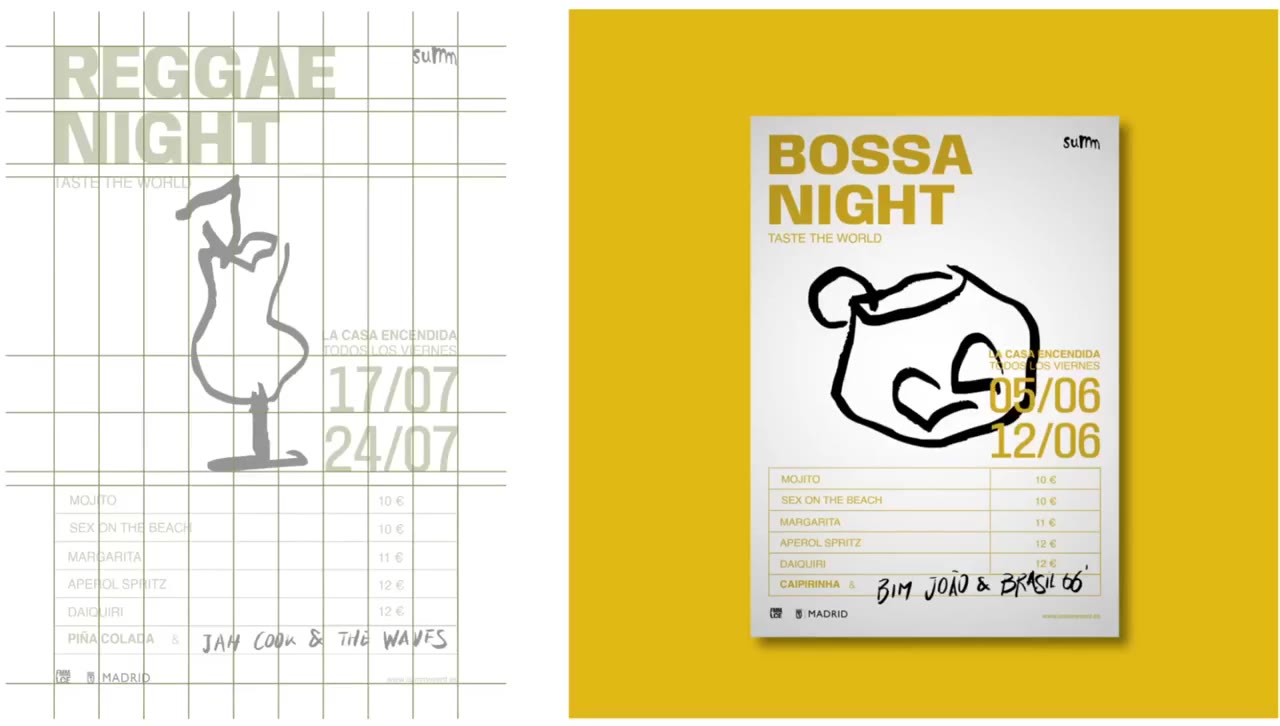 REGGAE
NIGHT
summ
TASTE THE WORLD
LA CASA ENCENDIDA
TODOS LOS VIERNES
17/07
24/07
MOJITO 10 €
SEX ON THE BEACH 10 €
MARGARITA 11 €
APEROL SPRITZ 12 €
DAIQUIRI 12 €
PIÑA COLADA & JAH COOK & THE WAVES
MADRID
BOSSA
NIGHT
summ
TASTE THE WORLD
LA CASA ENCENDIDA
TODOS LOS VIERNES
05/06
12/06
MOJITO 10 €
SEX ON THE BEACH 10 €
MARGARITA 11 €
APEROL SPRITZ 12 €
DAIQUIRI 12 €
CAIPIRINHA & BIM JOÃO & BRASIL 66'
MADRID